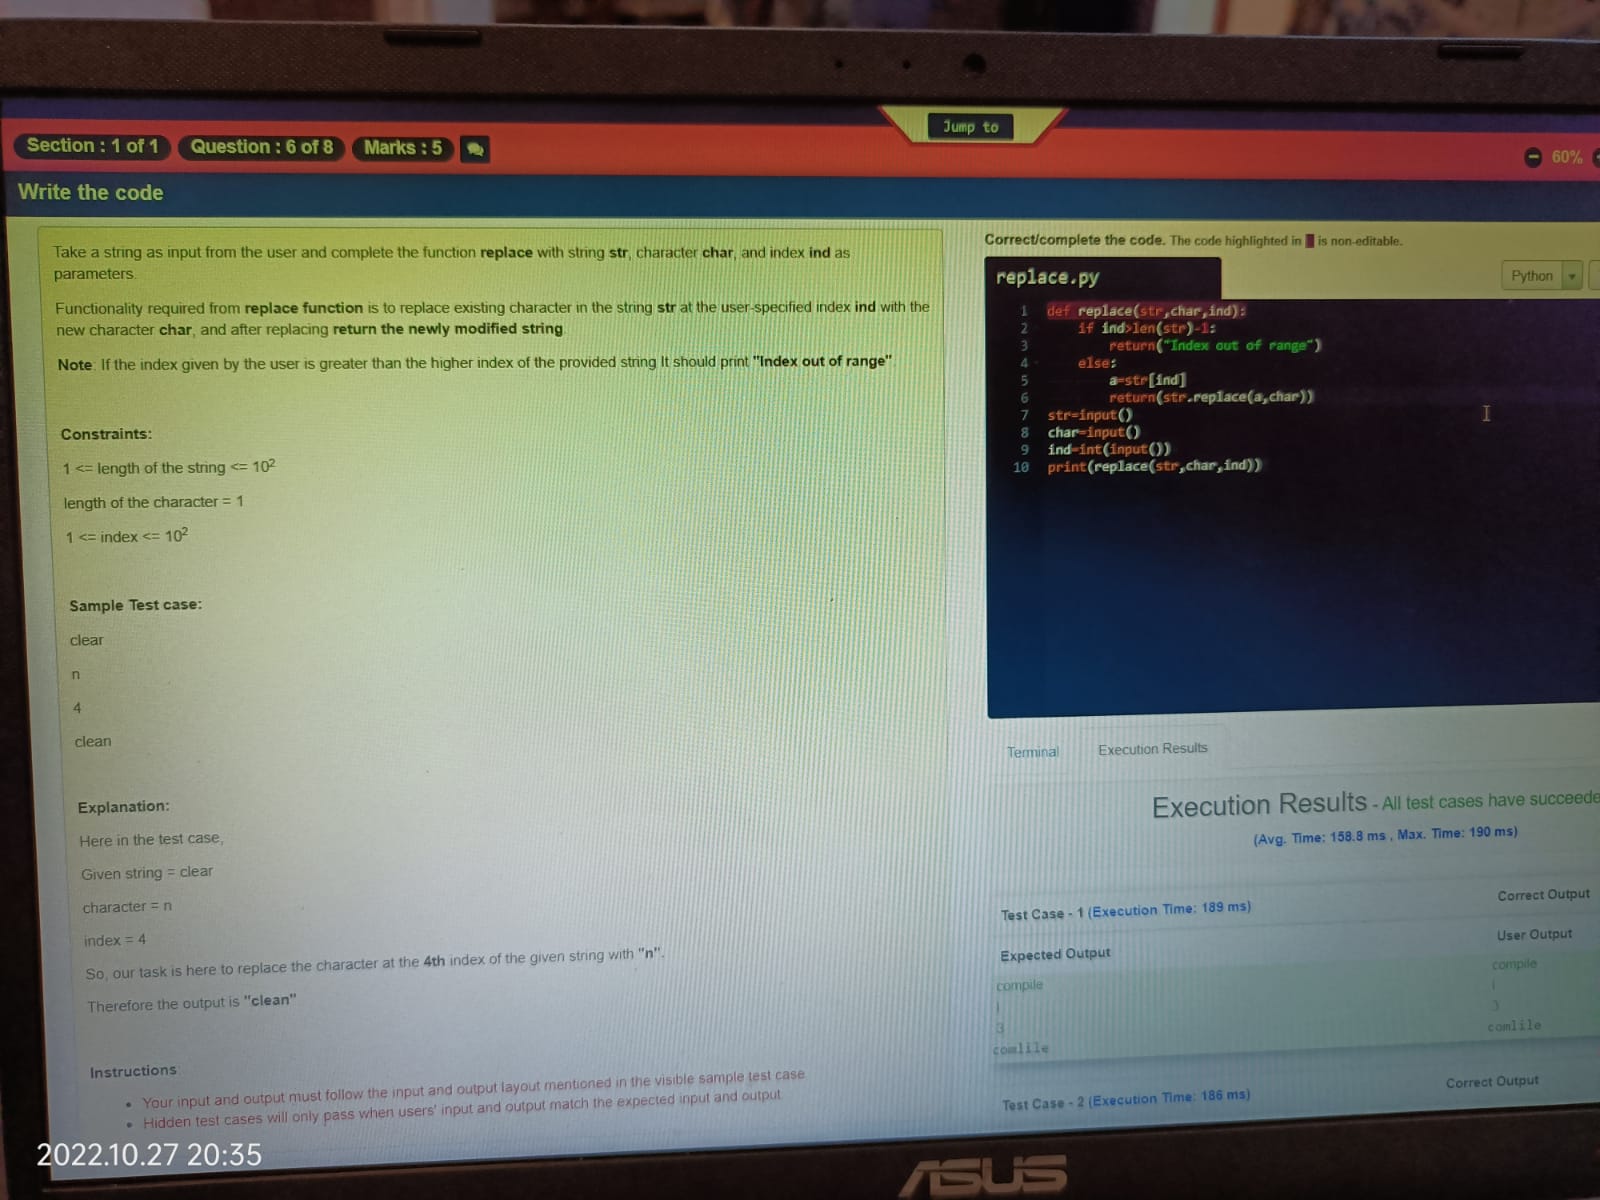 Jump to
Section : 1 of 1 Question : 6 of 8 Marks : 5
60%
Write the code
Take a string as input from the user and complete the function replace with string str, character char, and index ind as
parameters.
Functionality required from replace function is to replace existing character in the string str at the user-specified index ind with the
new character char, and after replacing return the newly modified string.
Note: If the index given by the user is greater than the higher index of the provided string It should print "Index out of range".
Constraints:
1 <= length of the string <= 10²
length of the character = 1
1 <= index <= 10²
Sample Test case:
clear
n
4
clean
Explanation:
Here in the test case,
Given string = clear
character = n
index = 4
So, our task is here to replace the character at the 4th index of the given string with "n".
Therefore the output is "clean"
Instructions
• Your input and output must follow the input and output layout mentioned in the visible sample test case
• Hidden test cases will only pass when users' input and output match the expected input and output
Correct/complete the code. The code highlighted in is non-editable.
replace.py
Python
1 def replace(str,char,ind):
2 if ind>len(str)-1:
3 return("Index out of range")
4 else:
5 a=str[ind]
6 return(str.replace(a,char))
7 str=input()
8 char=input()
9 ind=int(input())
10 print(replace(str,char,ind))
Terminal Execution Results
Execution Results - All test cases have succeede
(Avg. Time: 158.8 ms , Max. Time: 190 ms)
Test Case - 1 (Execution Time: 189 ms) Correct Output
Expected Output User Output
compile compile
l l
3 3
comlile comlile
Test Case - 2 (Execution Time: 186 ms) Correct Output
2022.10.27 20:35
ASUS